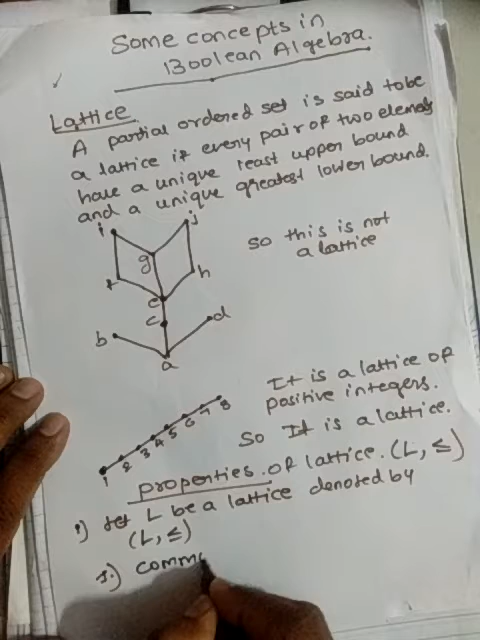 Some concepts in
Boolean Algebra.
Lattice
A partial ordered set is said to be
a lattice if every pair of two elements
have a unique least upper bound
and a unique greatest lower bound.
i
j
g
f
h
e
c
d
b
a
So this is not
a lattice
1 2 3 4 5 6 7 8
It is a lattice of
positive integers.
So It is a lattice.
properties of lattice. (L, ≤)
1) Let L be a lattice denoted by
(L, ≤)
comm